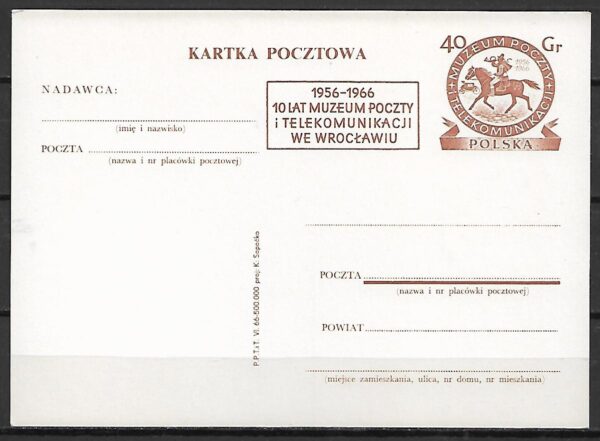 KARTKA POCZTOWA
40 Gr
MUZEUM POCZTY
I TELEKOMUNIKACJI
1956
1966
POLSKA
NADAWCA:
(imię i nazwisko)
POCZTA
(nazwa i nr placówki pocztowej)
1956-1966
10 LAT MUZEUM POCZTY
i TELEKOMUNIKACJI
WE WROCŁAWIU
P.P.T.iT. VI. 66-500.000 proj: K. Sopoćko
POCZTA
(nazwa i nr placówki pocztowej)
POWIAT
(miejsce zamieszkania, ulica, nr domu, nr mieszkania)